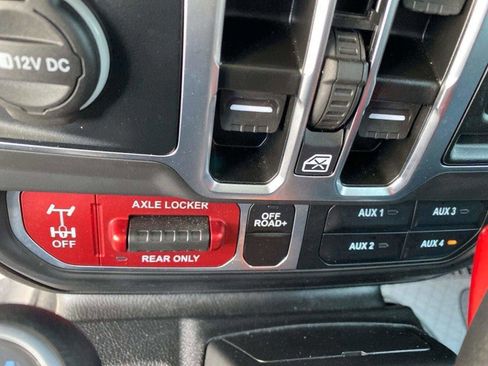 12V DC
OFF
AXLE LOCKER
REAR ONLY
OFF
ROAD+
AUX 1
AUX 3
AUX 2
AUX 4